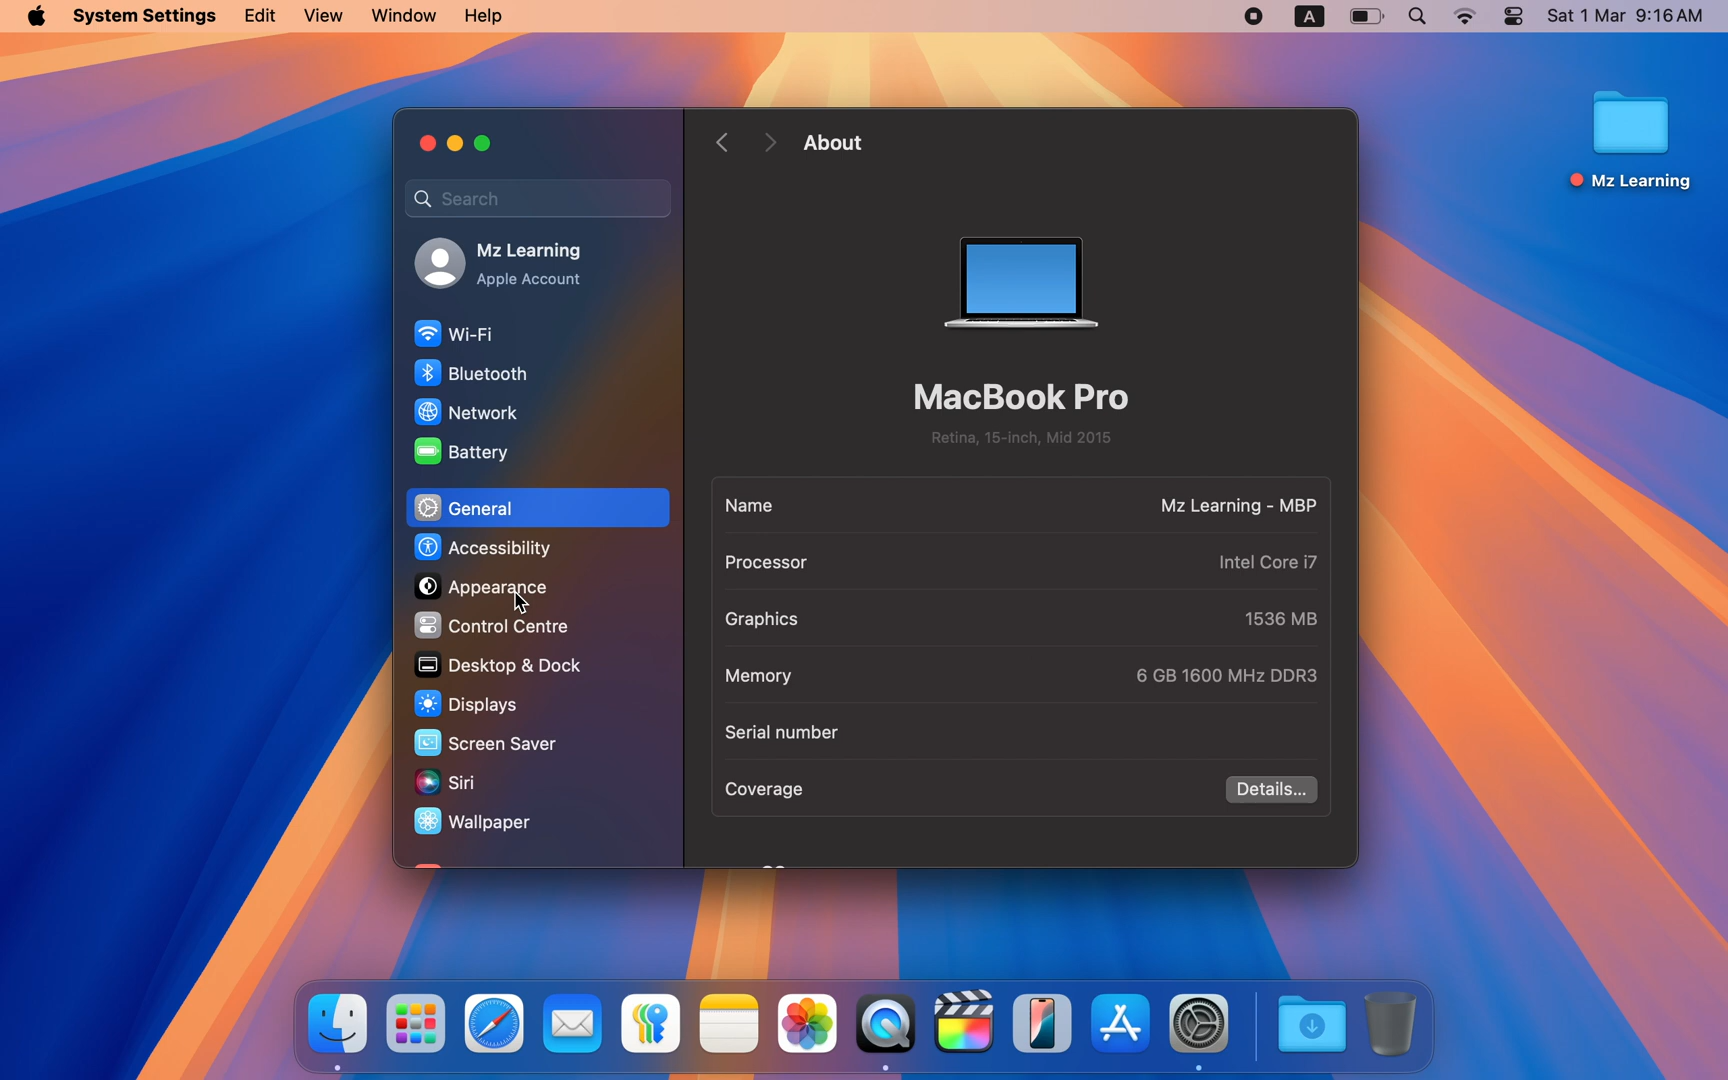 System Settings Edit View Window Help A Sat 1 Mar 9:16 AM
Mz Learning
About
Search
Mz Learning
Apple Account
Wi-Fi
Bluetooth
Network
Battery
General
Accessibility
Appearance
Control Centre
Desktop & Dock
Displays
Screen Saver
Siri
Wallpaper
MacBook Pro
Retina, 15-inch, Mid 2015
Name Mz Learning - MBP
Processor Intel Core i7
Graphics 1536 MB
Memory 6 GB 1600 MHz DDR3
Serial number
Coverage Details...